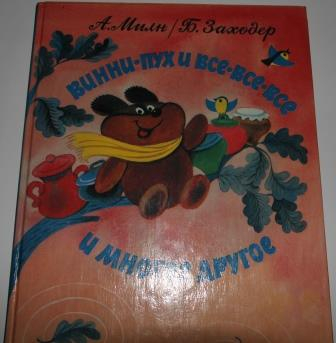 А. Милн / Б. Заходер
ВИННИ-ПУХ И ВСЕ-ВСЕ-ВСЕ
И МНОГОЕ ДРУГОЕ